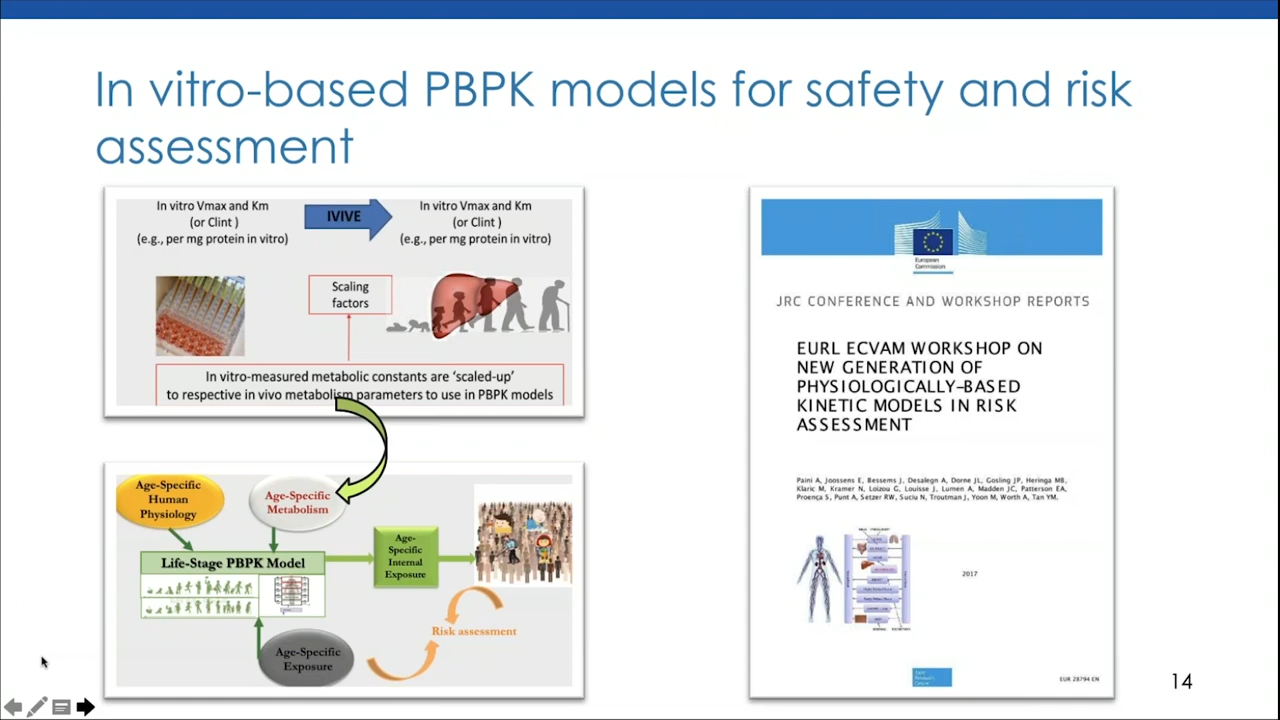 In vitro-based PBPK models for safety and risk
assessment
In vitro Vmax and Km
(or Clint )
(e.g., per mg protein in vitro)
IVIVE
In vitro Vmax and Km
(or Clint )
(e.g., per mg protein in vitro)
Scaling
factors
In vitro-measured metabolic constants are ‘scaled-up’
to respective in vivo metabolism parameters to use in PBPK models
Age-Specific
Human
Physiology
Age-Specific
Metabolism
Life-Stage PBPK Model
Age-
Specific
Internal
Exposure
Risk assessment
Age-Specific
Exposure
European
Commission
JRC CONFERENCE AND WORKSHOP REPORTS
EURL ECVAM WORKSHOP ON
NEW GENERATION OF
PHYSIOLOGICALLY-BASED
KINETIC MODELS IN RISK
ASSESSMENT
Paini A, Joossens E, Bessems J, Desalegn A, Dorne JL, Gosling JP, Heringa MB,
Klaric M, Kramer N, Loizou G, Louisse J, Lumen A, Madden JC, Patterson EA,
Proença S, Punt A, Setzer RW, Suciu N, Troutman J, Yoon M, Worth A, Tan YM.
2017
Joint
Research
Centre
EUR 28794 EN
14